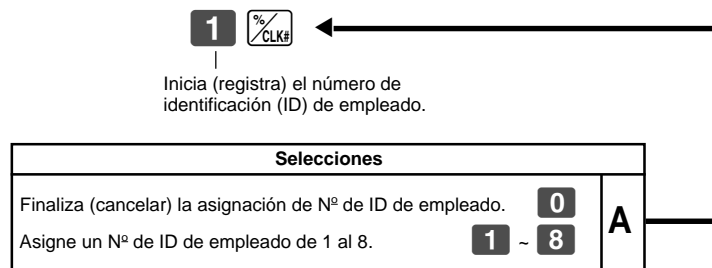 1 %/CLK#
Inicia (registra) el número de
identificación (ID) de empleado.
Selecciones
Finaliza (cancelar) la asignación de Nº de ID de empleado. 0
Asigne un Nº de ID de empleado de 1 al 8. 1 ~ 8
A